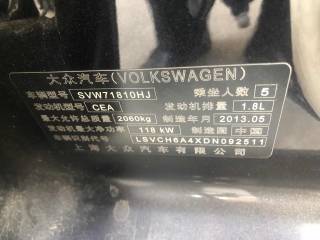 大众汽车(VOLKSWAGEN)
车辆型号 SVW71810HJ 乘坐人数 5
发动机型号 CEA 发动机排量 1.8L
最大允许总质量 2060kg 制造年月 2013.05
发动机最大净功率 118 kW 制造国 中国
车辆识别代号 LSVCH6A4XDN092511
上海大众汽车有限公司